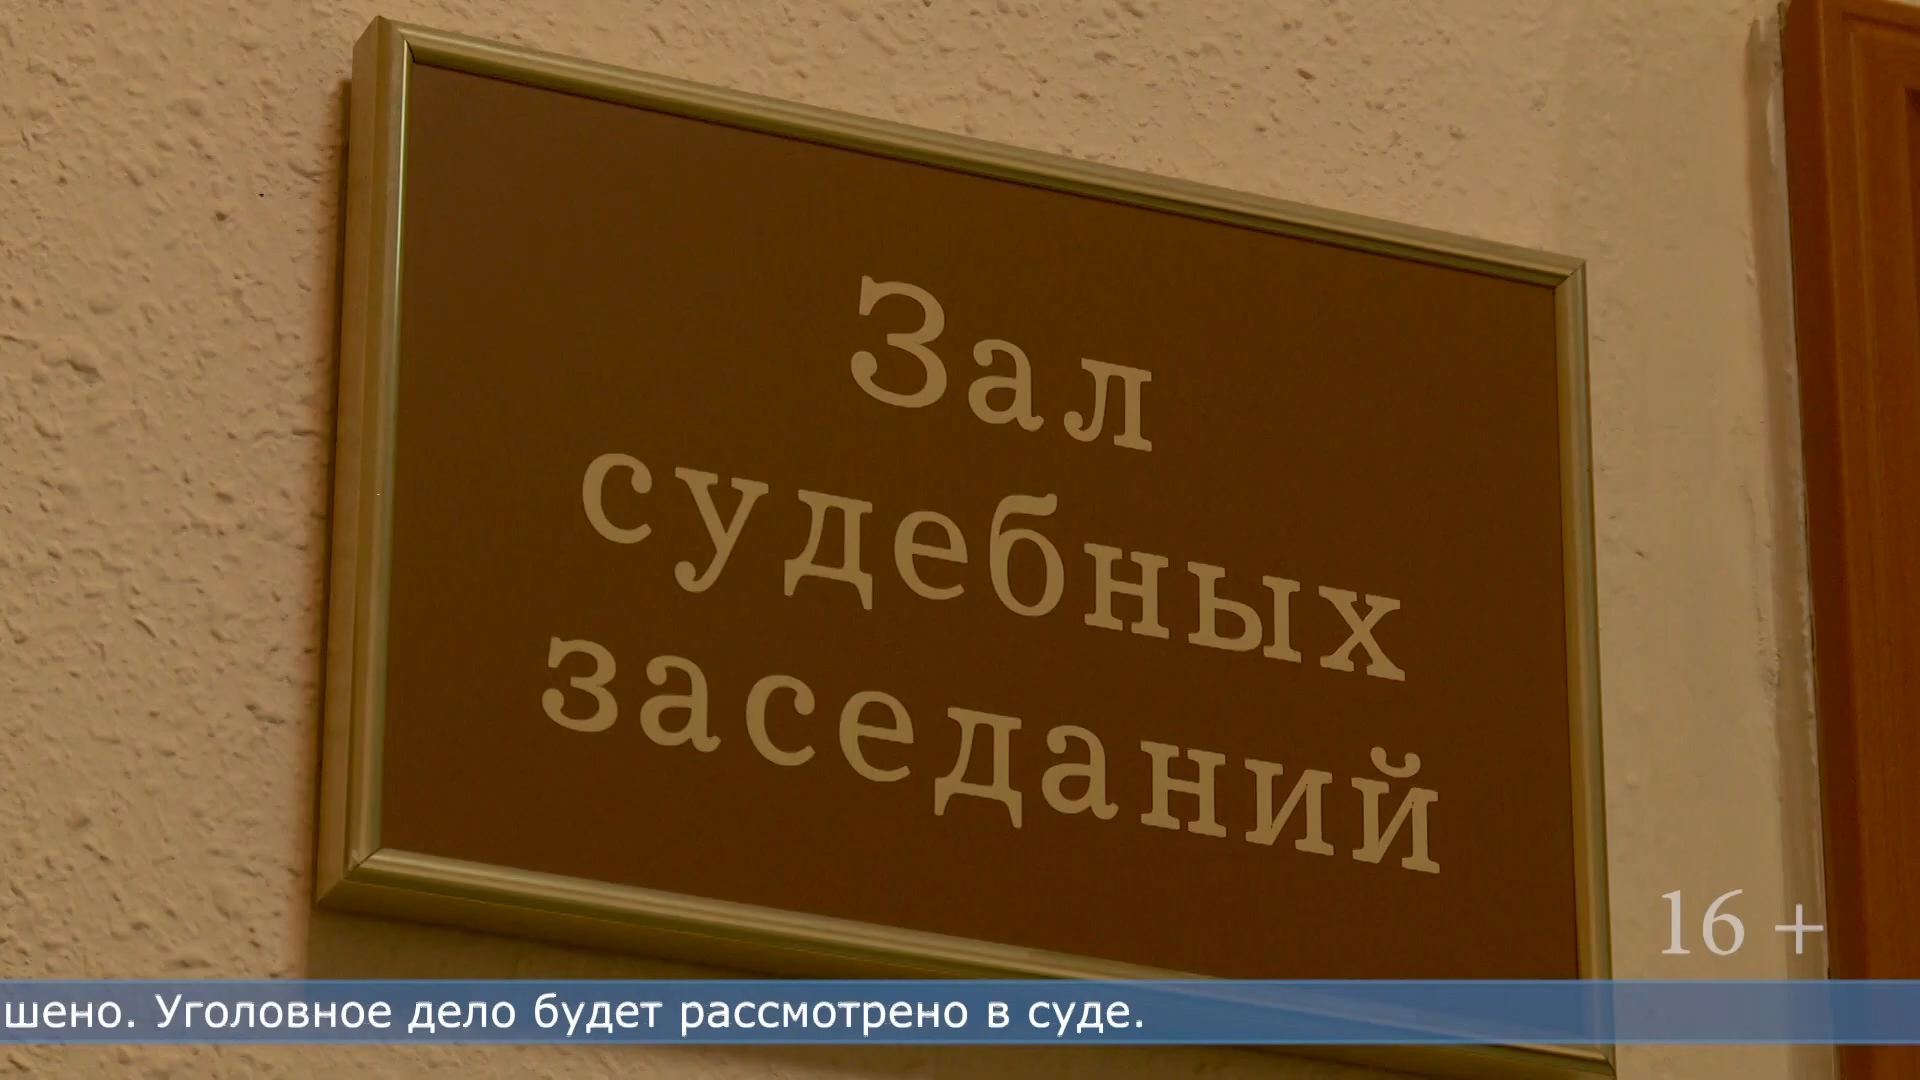 Зал
судебных
заседаний
16 +
шено. Уголовное дело будет рассмотрено в суде.